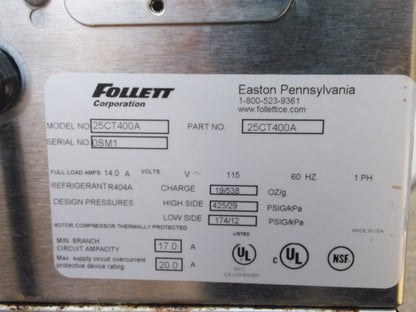 FOLLETT
Corporation
Easton Pennsylvania
1-800-523-9361
www.follettice.com
MODEL NO. 25CT400A PART NO. 25CT400A
SERIAL NO. 0SM1
FULL LOAD AMPS 14.0 A VOLTS V~ 115 60 HZ. 1 PH
REFRIGERANT R404A CHARGE 19/538 OZ/g.
DESIGN PRESSURES HIGH SIDE 425/29 PSIG/kPa
LOW SIDE 174/12 PSIG/kPa
MOTOR COMPRESSOR THERMALLY PROTECTED
LISTED
MADE IN USA
MIN. BRANCH
CIRCUIT AMPACITY 17.0 A
Max. supply circuit overcurrent
protective device rating 20.0 A
UL
ICE DISPENSER
c UL
NSF